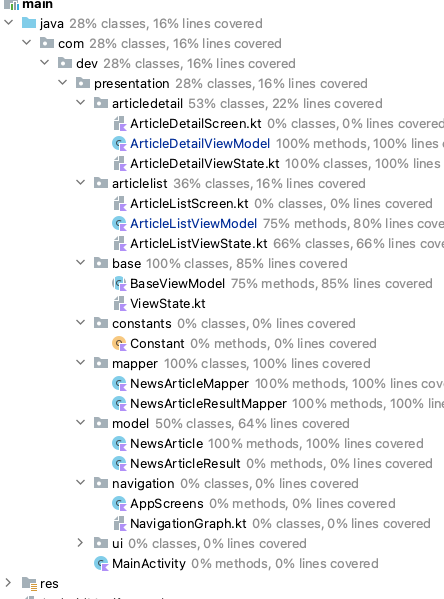 main
java 28% classes, 16% lines covered
com 28% classes, 16% lines covered
dev 28% classes, 16% lines covered
presentation 28% classes, 16% lines covered
articledetail 53% classes, 22% lines covered
ArticleDetailScreen.kt 0% classes, 0% lines covered
ArticleDetailViewModel 100% methods, 100% lines
ArticleDetailViewState.kt 100% classes, 100% lines
articlelist 36% classes, 16% lines covered
ArticleListScreen.kt 0% classes, 0% lines covered
ArticleListViewModel 75% methods, 80% lines cove
ArticleListViewState.kt 66% classes, 66% lines cove
base 100% classes, 85% lines covered
BaseViewModel 75% methods, 85% lines covered
ViewState.kt
constants 0% classes, 0% lines covered
Constant 0% methods, 0% lines covered
mapper 100% classes, 100% lines covered
NewsArticleMapper 100% methods, 100% lines cov
NewsArticleResultMapper 100% methods, 100% line
model 50% classes, 64% lines covered
NewsArticle 100% methods, 100% lines covered
NewsArticleResult 0% methods, 0% lines covered
navigation 0% classes, 0% lines covered
AppScreens 0% methods, 0% lines covered
NavigationGraph.kt 0% classes, 0% lines covered
ui 0% classes, 0% lines covered
MainActivity 0% methods, 0% lines covered
res